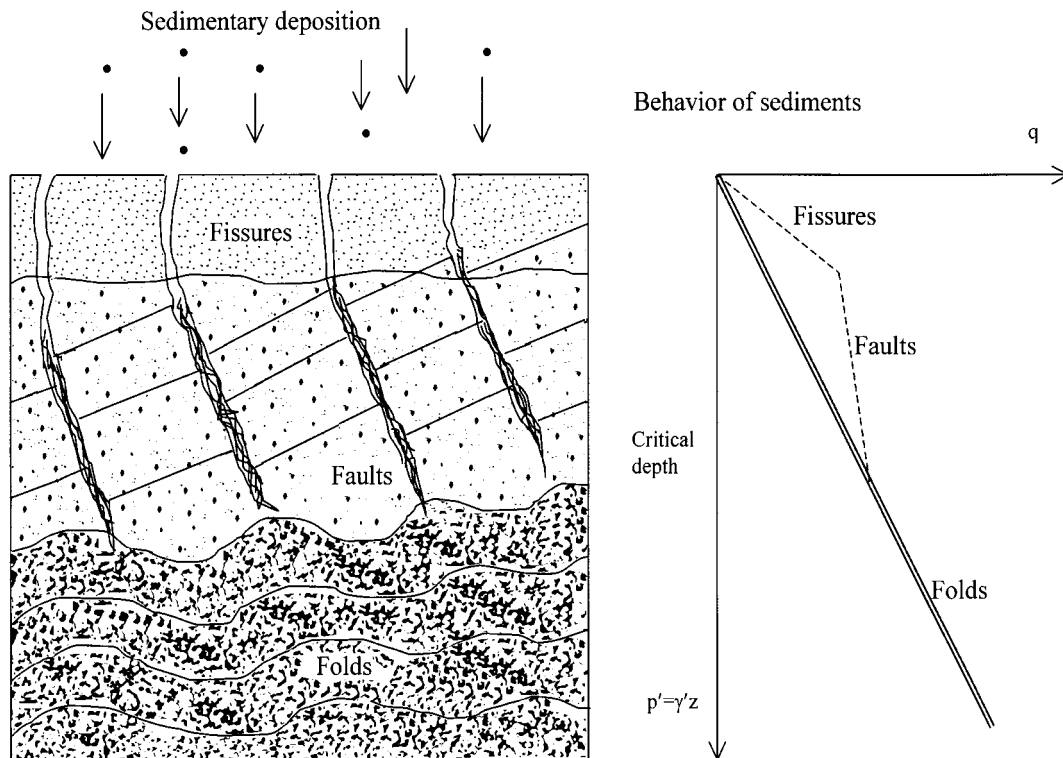 Sedimentary deposition
Fissures
Faults
Folds
Behavior of sediments
q
Fissures
Faults
Critical
depth
Folds
p'=γ'z